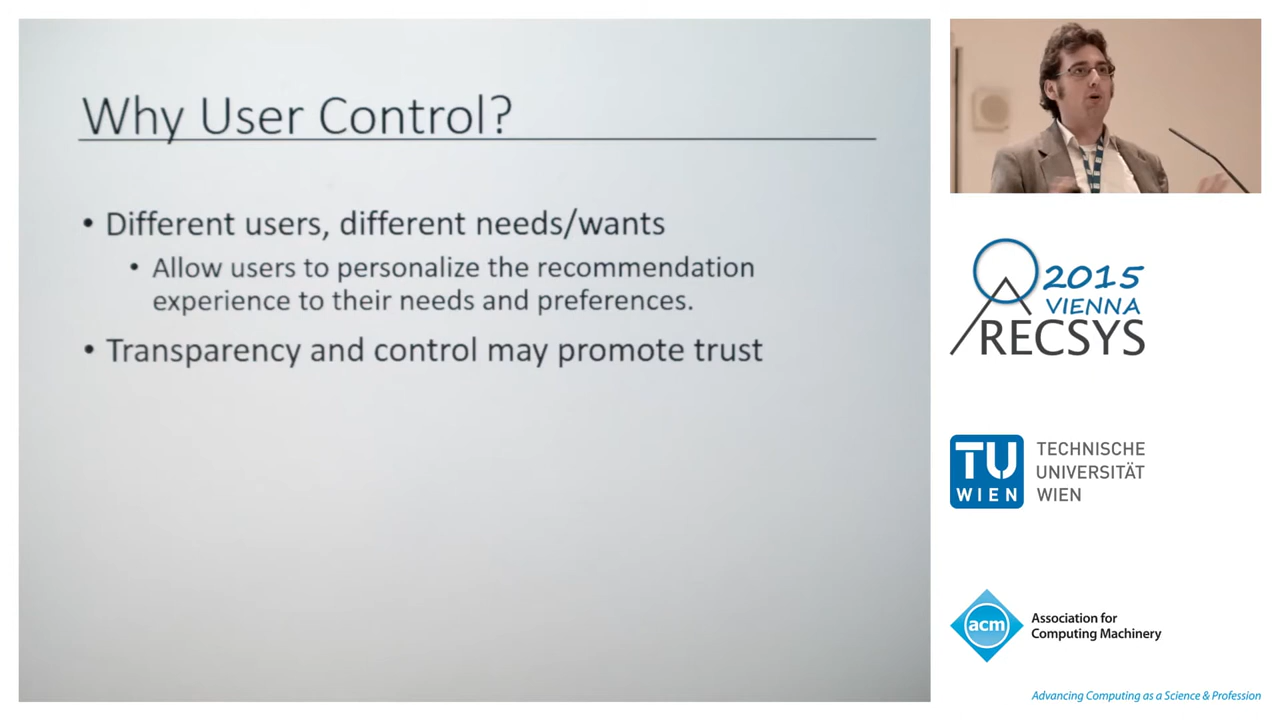 Why User Control?
• Different users, different needs/wants
• Allow users to personalize the recommendation
experience to their needs and preferences.
• Transparency and control may promote trust
2015
VIENNA
RECSYS
TU
WIEN
TECHNISCHE
UNIVERSITÄT
WIEN
acm
Association for
Computing Machinery
Advancing Computing as a Science & Profession